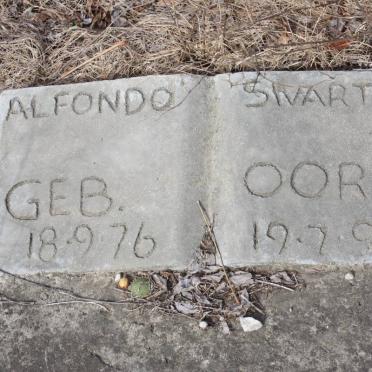 ALFONDO SWART
GEB. OOR
18.9.76 19.7.9